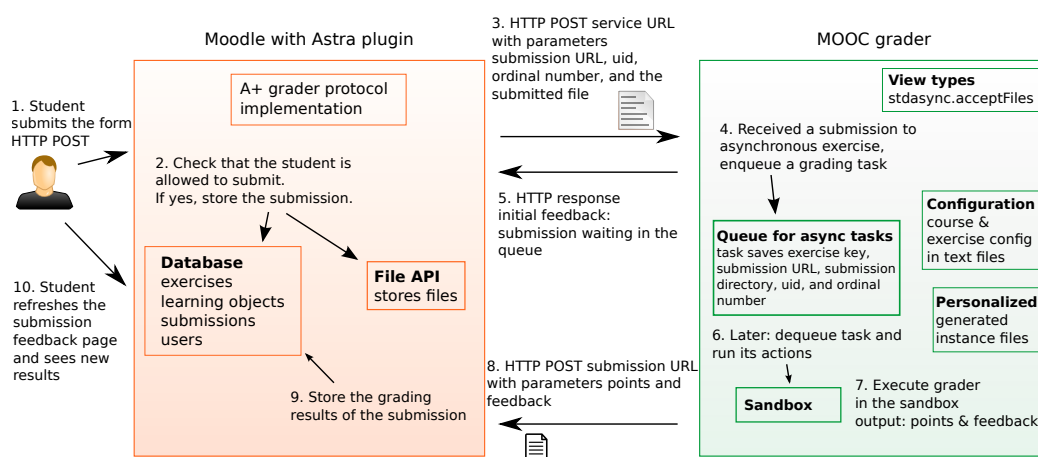 Moodle with Astra plugin
A+ grader protocol
implementation
1. Student
submits the form
HTTP POST
2. Check that the student is
allowed to submit.
If yes, store the submission.
Database
exercises
learning objects
submissions
users
File API
stores files
10. Student
refreshes the
submission
feedback page
and sees new
results
9. Store the grading
results of the submission
3. HTTP POST service URL
with parameters
submission URL, uid,
ordinal number, and the
submitted file
5. HTTP response
initial feedback:
submission waiting in the
queue
8. HTTP POST submission URL
with parameters points and
feedback
MOOC grader
View types
stdasync.acceptFiles
4. Received a submission to
asynchronous exercise,
enqueue a grading task
Queue for async tasks
task saves exercise key,
submission URL, submission
directory, uid, and ordinal
number
Configuration
course &
exercise config
in text files
Personalized
generated
instance files
6. Later: dequeue task and
run its actions
Sandbox
7. Execute grader
in the sandbox
output: points & feedback